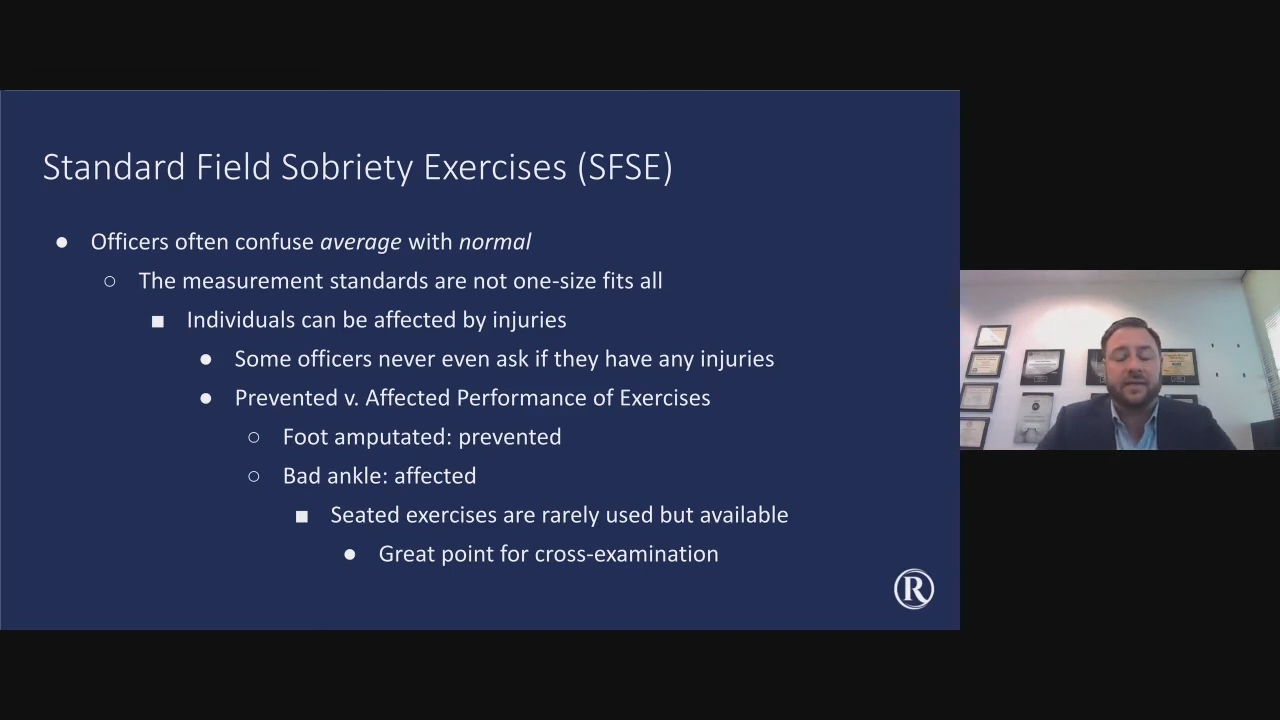 Standard Field Sobriety Exercises (SFSE)
● Officers often confuse average with normal
○ The measurement standards are not one-size fits all
■ Individuals can be affected by injuries
● Some officers never even ask if they have any injuries
● Prevented v. Affected Performance of Exercises
○ Foot amputated: prevented
○ Bad ankle: affected
■ Seated exercises are rarely used but available
● Great point for cross-examination
R